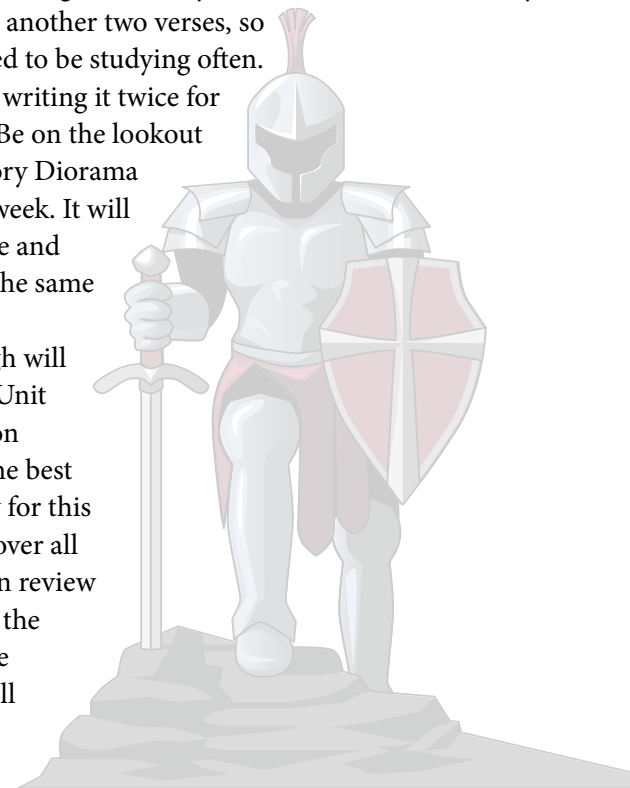 another two verses, so
ed to be studying often.
writing it twice for
Be on the lookout
ory Diorama
week. It will
e and
he same
gh will
Unit
on
he best
for this
over all
n review
the
e
ll